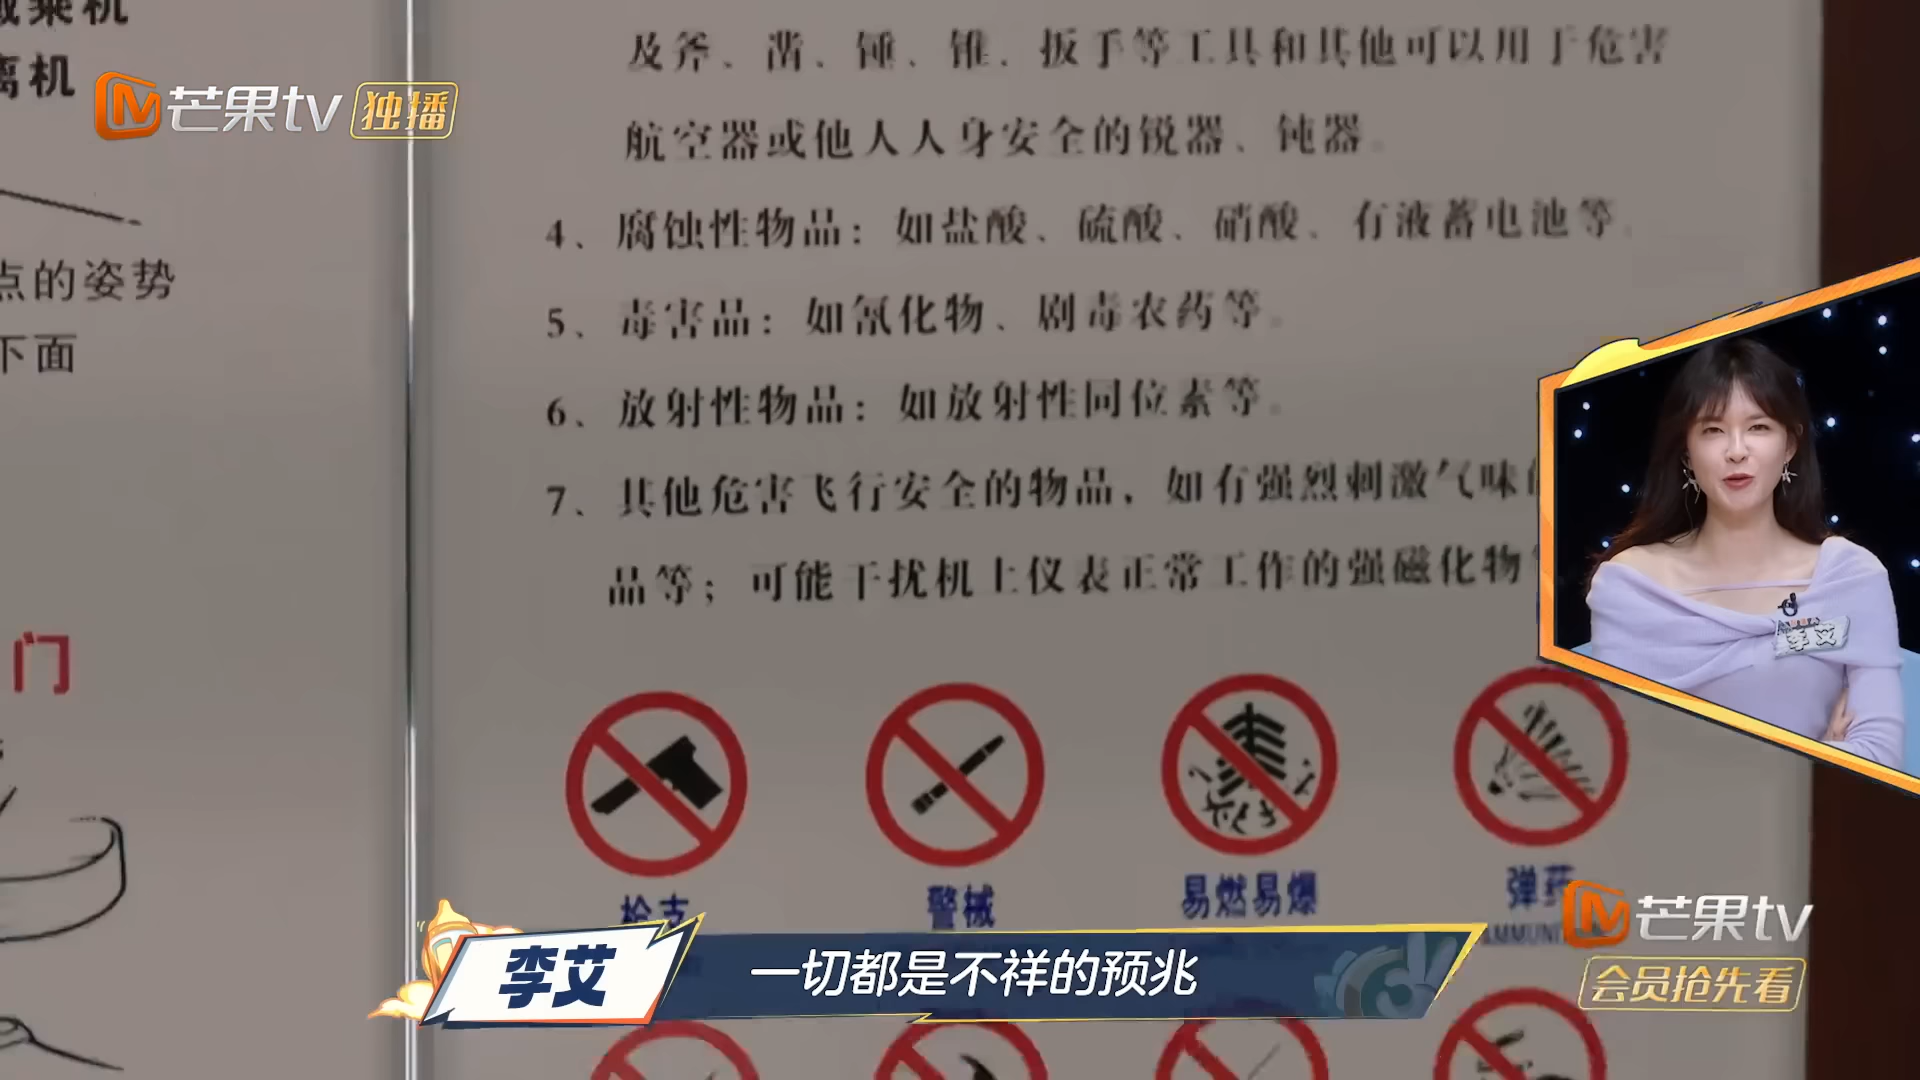 乘机
离机
芒果tv 独播
点的姿势
下面
门
及斧、凿、锤、锥、扳手等工具和其他可以用于危害
航空器或他人人身安全的锐器、钝器。
4、腐蚀性物品：如盐酸、硫酸、硝酸、有液蓄电池等。
5、毒害品：如氰化物、剧毒农药等。
6、放射性物品：如放射性同位素等。
7、其他危害飞行安全的物品，如有强烈刺激气味
品等；可能干扰机上仪表正常工作的强磁化物
李艾
枪支
警械
易燃易爆
弹药
李艾
一切都是不祥的预兆
芒果tv
会员抢先看